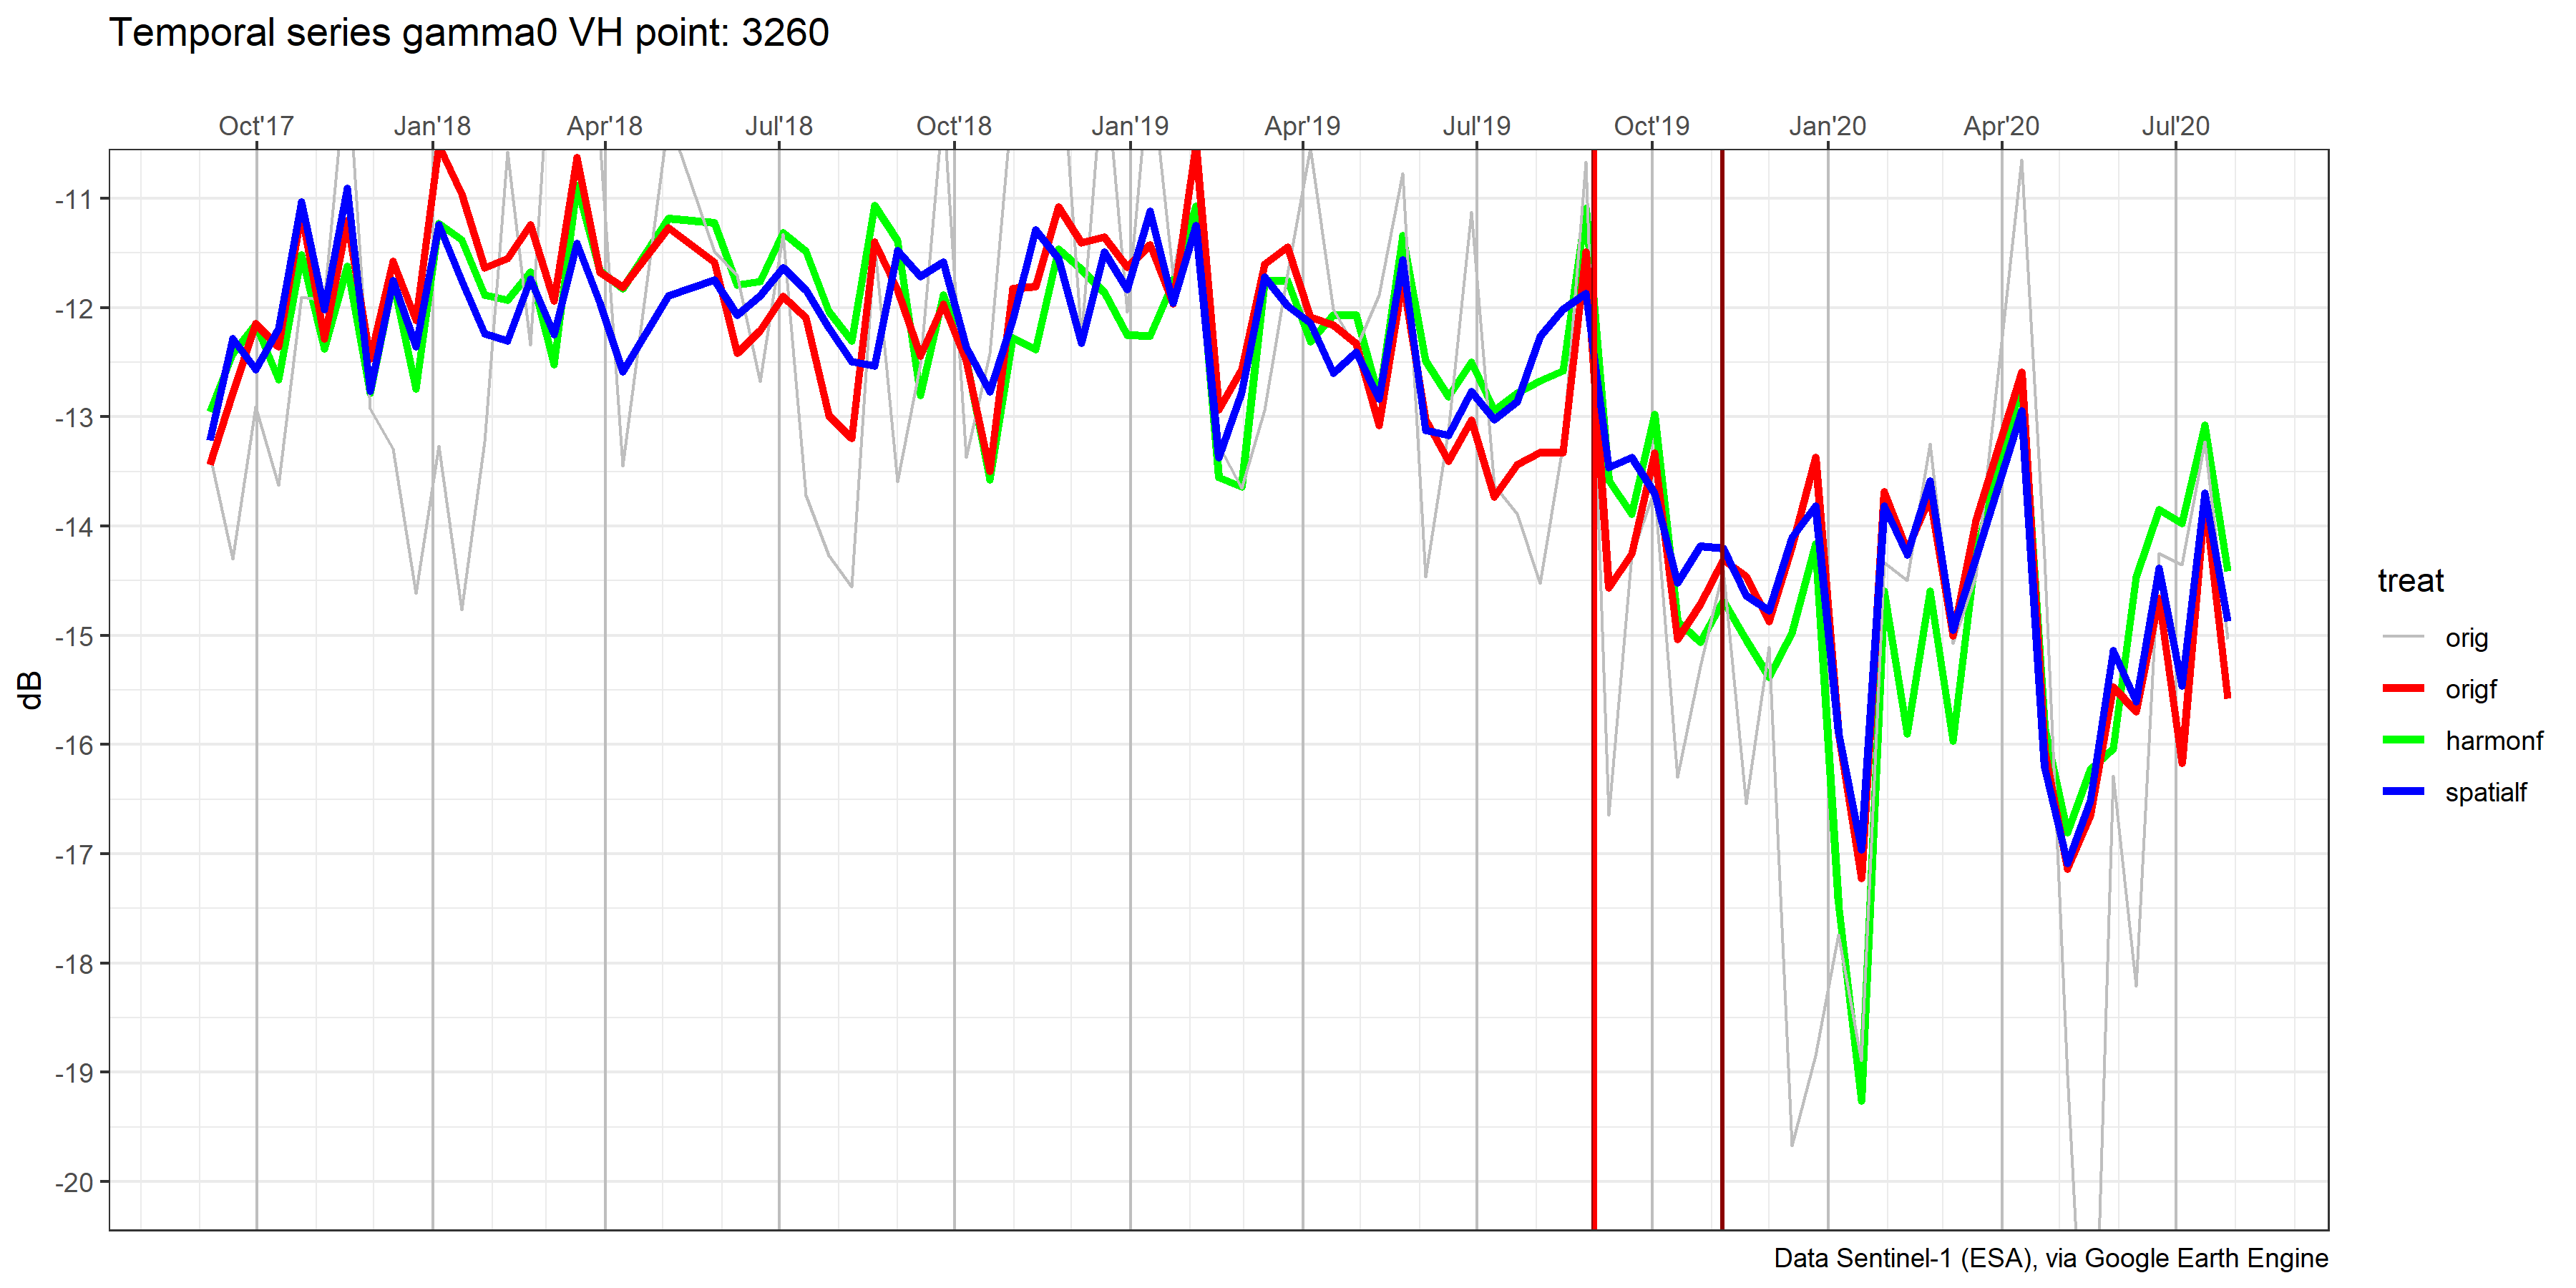 Temporal series gamma0 VH point: 3260
Oct'17 Jan'18 Apr'18 Jul'18 Oct'18 Jan'19 Apr'19 Jul'19 Oct'19 Jan'20 Apr'20 Jul'20
-11
-12
-13
-14
-15
-16
-17
-18
-19
-20
dB
treat
orig
origf
harmonf
spatialf
Data Sentinel-1 (ESA), via Google Earth Engine